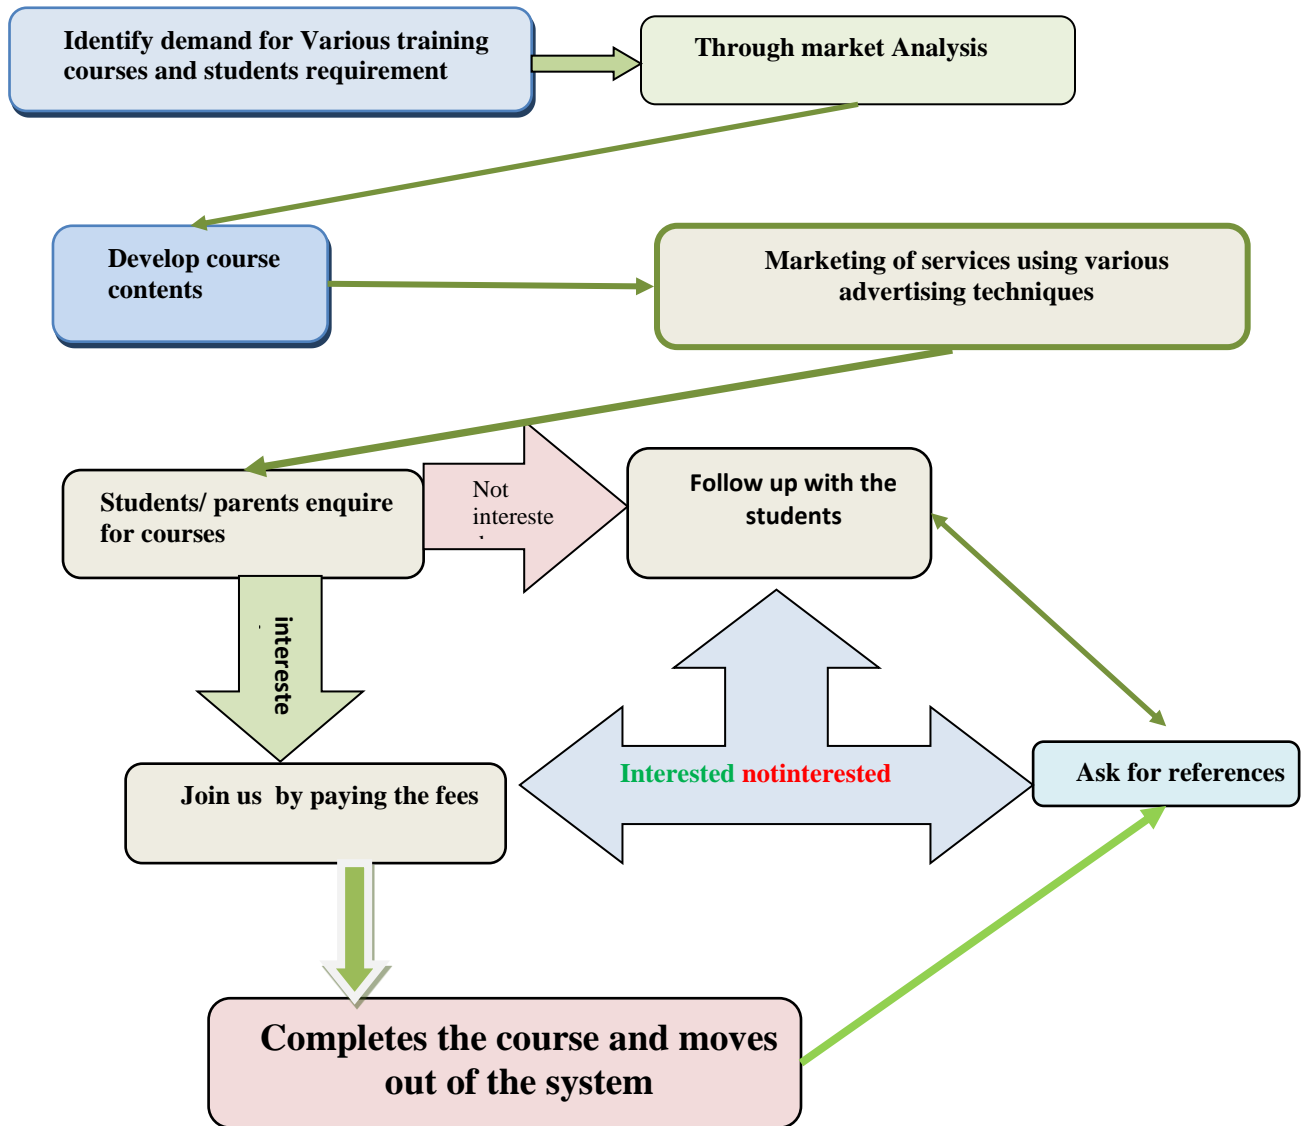 Identify demand for Various training
courses and students requirement
Through market Analysis
Develop course
contents
Marketing of services using various
advertising techniques
Students/ parents enquire
for courses
Not
intereste
Follow up with the
students
intereste
Interested notinterested
Ask for references
Join us by paying the fees
Completes the course and moves
out of the system